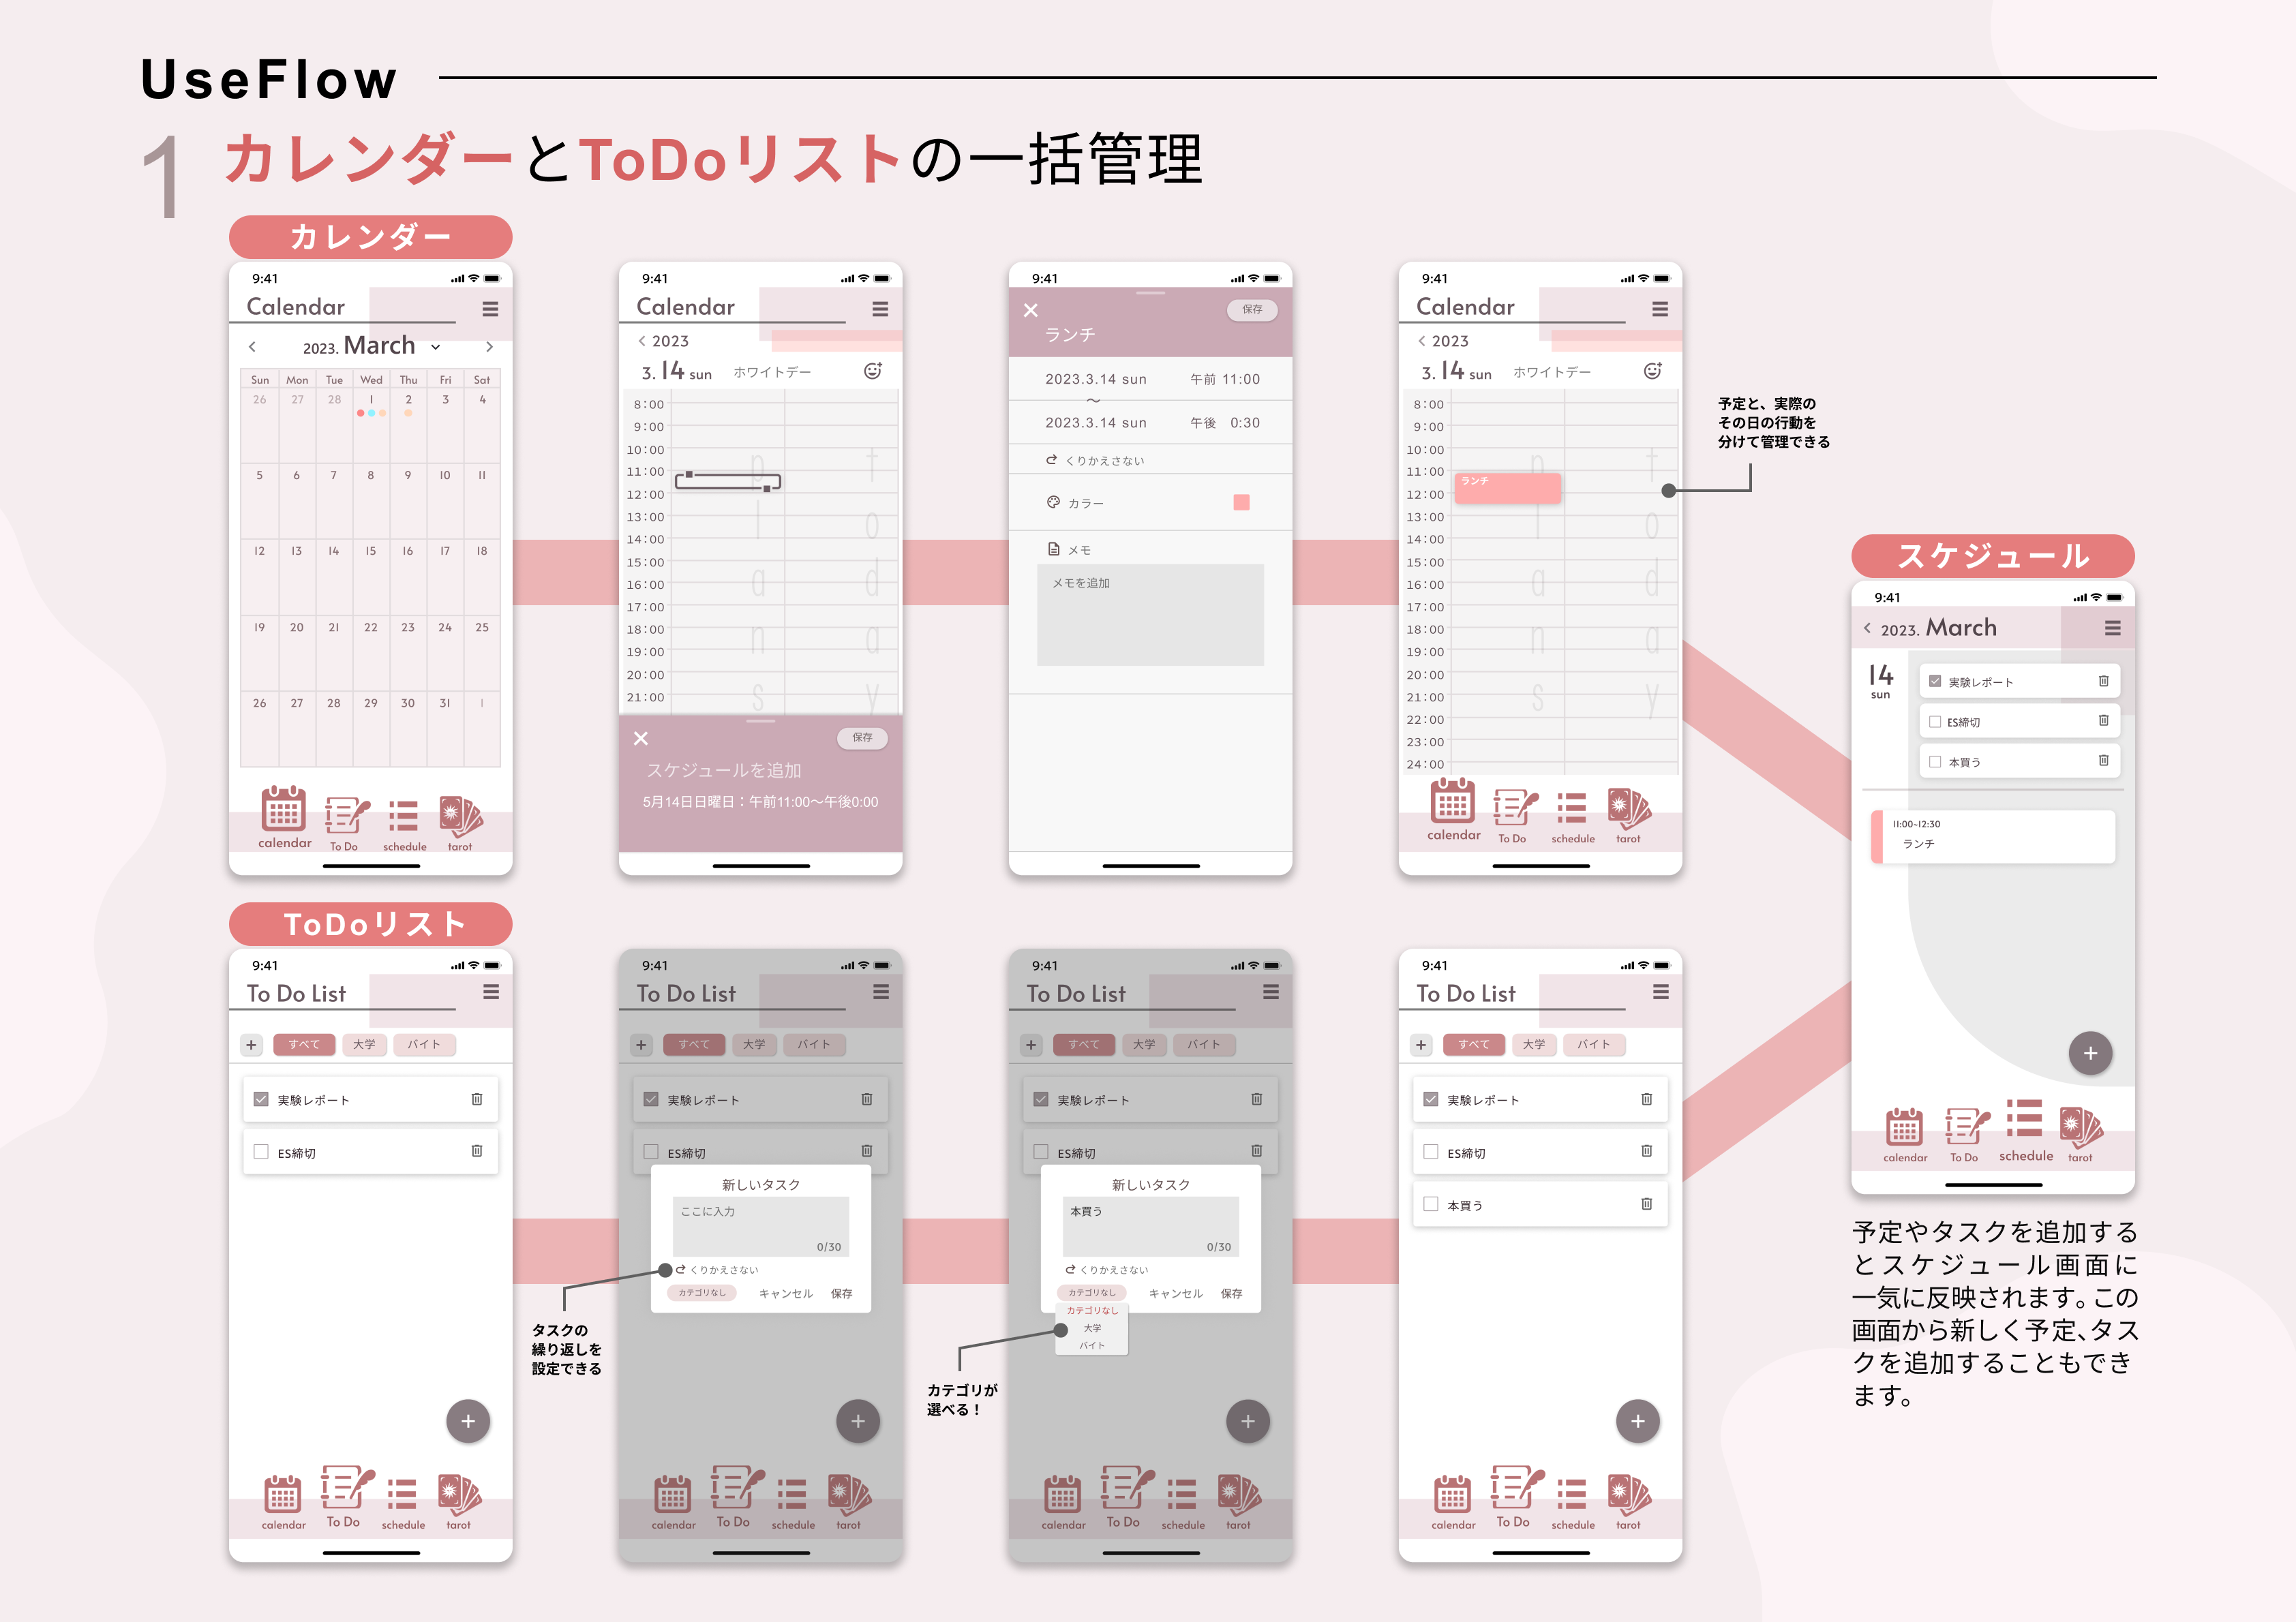 UseFlow
1 カレンダーとToDoリストの一括管理
カレンダー
9:41
Calendar
2023. March
Sun Mon Tue Wed Thu Fri Sat
26 27 28 1 2 3 4
5 6 7 8 9 10 11
12 13 14 15 16 17 18
19 20 21 22 23 24 25
26 27 28 29 30 31 1
calendar To Do schedule tarot
9:41
Calendar
< 2023
3. 14 sun ホワイトデー
8:00
9:00
10:00
11:00
12:00
13:00
14:00
15:00
16:00
17:00
18:00
19:00
20:00
21:00
plans
today
保存
スケジュールを追加
5月14日日曜日：午前11:00～午後0:00
9:41
保存
ランチ
2023.3.14 sun 午前 11:00
～
2023.3.14 sun 午後 0:30
くりかえさない
カラー
メモ
メモを追加
9:41
Calendar
< 2023
3. 14 sun ホワイトデー
8:00
9:00
10:00
11:00
12:00
13:00
14:00
15:00
16:00
17:00
18:00
19:00
20:00
21:00
22:00
23:00
24:00
ランチ
plans
today
calendar To Do schedule tarot
予定と、実際の
その日の行動を
分けて管理できる
ToDoリスト
9:41
To Do List
+ すべて 大学 バイト
実験レポート
ES締切
+
calendar To Do schedule tarot
9:41
To Do List
+ すべて 大学 バイト
実験レポート
ES締切
新しいタスク
ここに入力
0/30
くりかえさない
カテゴリなし キャンセル 保存
+
calendar To Do schedule tarot
タスクの
繰り返しを
設定できる
9:41
To Do List
+ すべて 大学 バイト
実験レポート
ES締切
新しいタスク
本買う
0/30
くりかえさない
カテゴリなし キャンセル 保存
カテゴリなし
大学
バイト
+
calendar To Do schedule tarot
カテゴリが
選べる！
9:41
To Do List
+ すべて 大学 バイト
実験レポート
ES締切
本買う
+
calendar To Do schedule tarot
スケジュール
9:41
< 2023. March
14
sun
実験レポート
ES締切
本買う
11:00~12:30
ランチ
+
calendar To Do schedule tarot
予定やタスクを追加する
とスケジュール画面に
一気に反映されます。この
画面から新しく予定、タス
クを追加することもでき
ます。